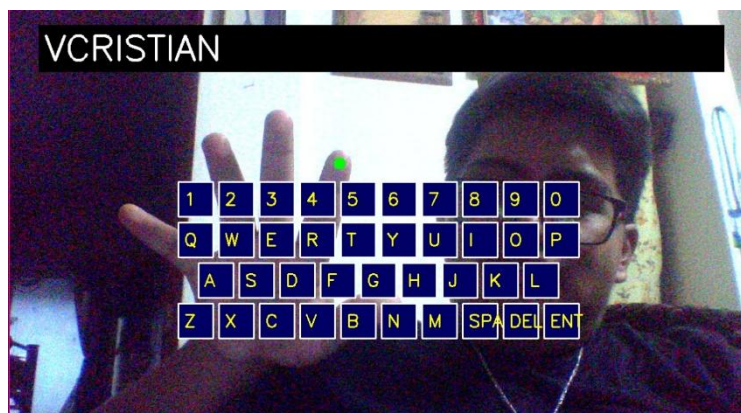 VCRISTIAN
1 2 3 4 5 6 7 8 9 0
Q W E R T Y U I O P
A S D F G H J K L
Z X C V B N M SPA DEL ENT